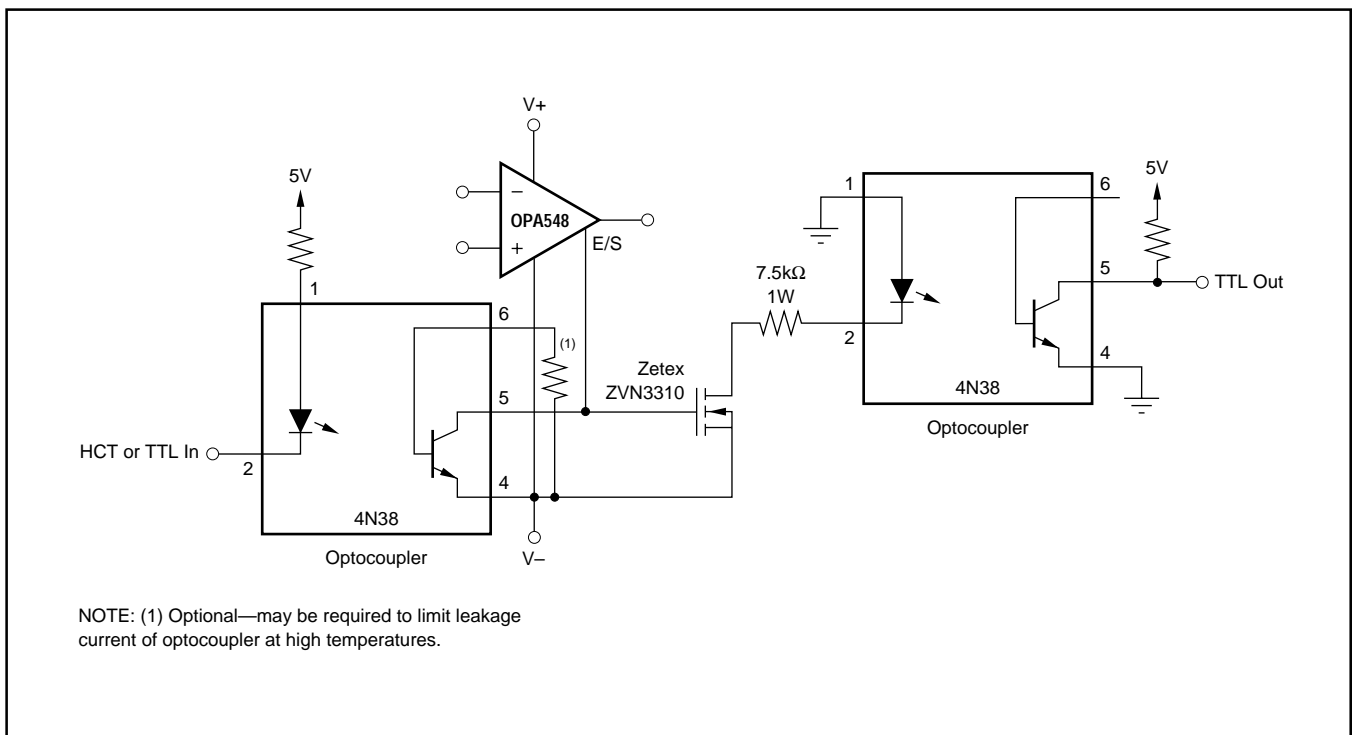 V+
5V
−
OPA548
+
E/S
1
6
(1)
5
HCT or TTL In
2
4
4N38
Optocoupler
V–
Zetex
ZVN3310
7.5kΩ
1W
1
2
6
5V
5
TTL Out
4
4N38
Optocoupler
NOTE: (1) Optional—may be required to limit leakage
current of optocoupler at high temperatures.